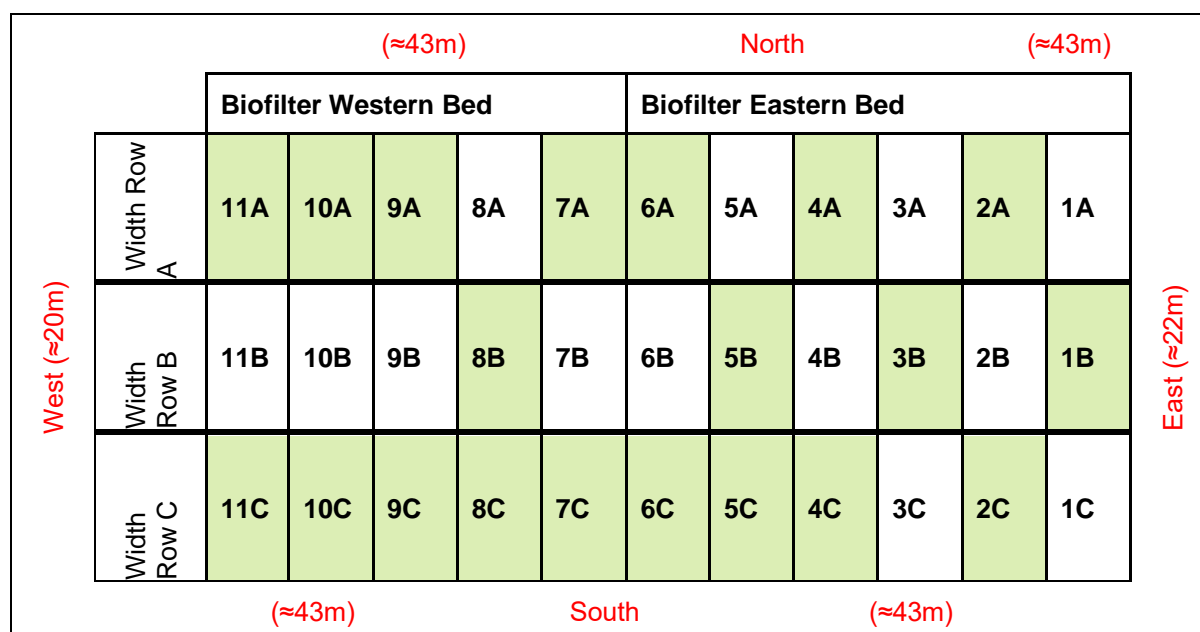 (≈43m) North (≈43m)
Biofilter Western Bed Biofilter Eastern Bed
Width Row
A
11A 10A 9A 8A 7A 6A 5A 4A 3A 2A 1A
West (≈20m)
Width
Row B
11B 10B 9B 8B 7B 6B 5B 4B 3B 2B 1B
East (≈22m)
Width
Row C
11C 10C 9C 8C 7C 6C 5C 4C 3C 2C 1C
(≈43m) South (≈43m)